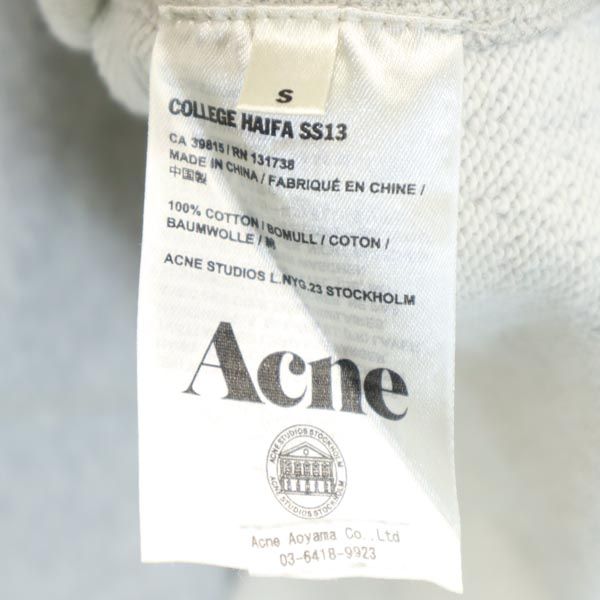 S
COLLEGE HAJFA SS13
CA 39815 / RN 131738
MADE IN CHINA / FABRIQUÉ EN CHINE /
中国製
100% COTTON / BOMULL / COTON /
BAUMWOLLE / 綿
ACNE STUDIOS L.NYG.23 STOCKHOLM
Acne
ACNE STUDIOS STOCKHOLM
ACNE STUDIOS STOCKHOLM
Acne Aoyama Co.,Ltd
03-6418-9923